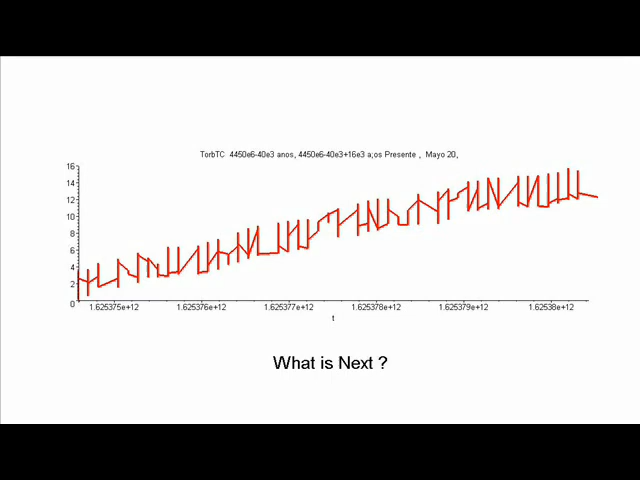 TorbTC 4450e6-40e3 anos, 4450e6-40e3+16e3 a;os Presente , Mayo 20,
16
14
12
10
8
6
4
2
0
1.625375e+12 1.625376e+12 1.625377e+12 1.625378e+12 1.625379e+12 1.62538e+12
t
What is Next ?